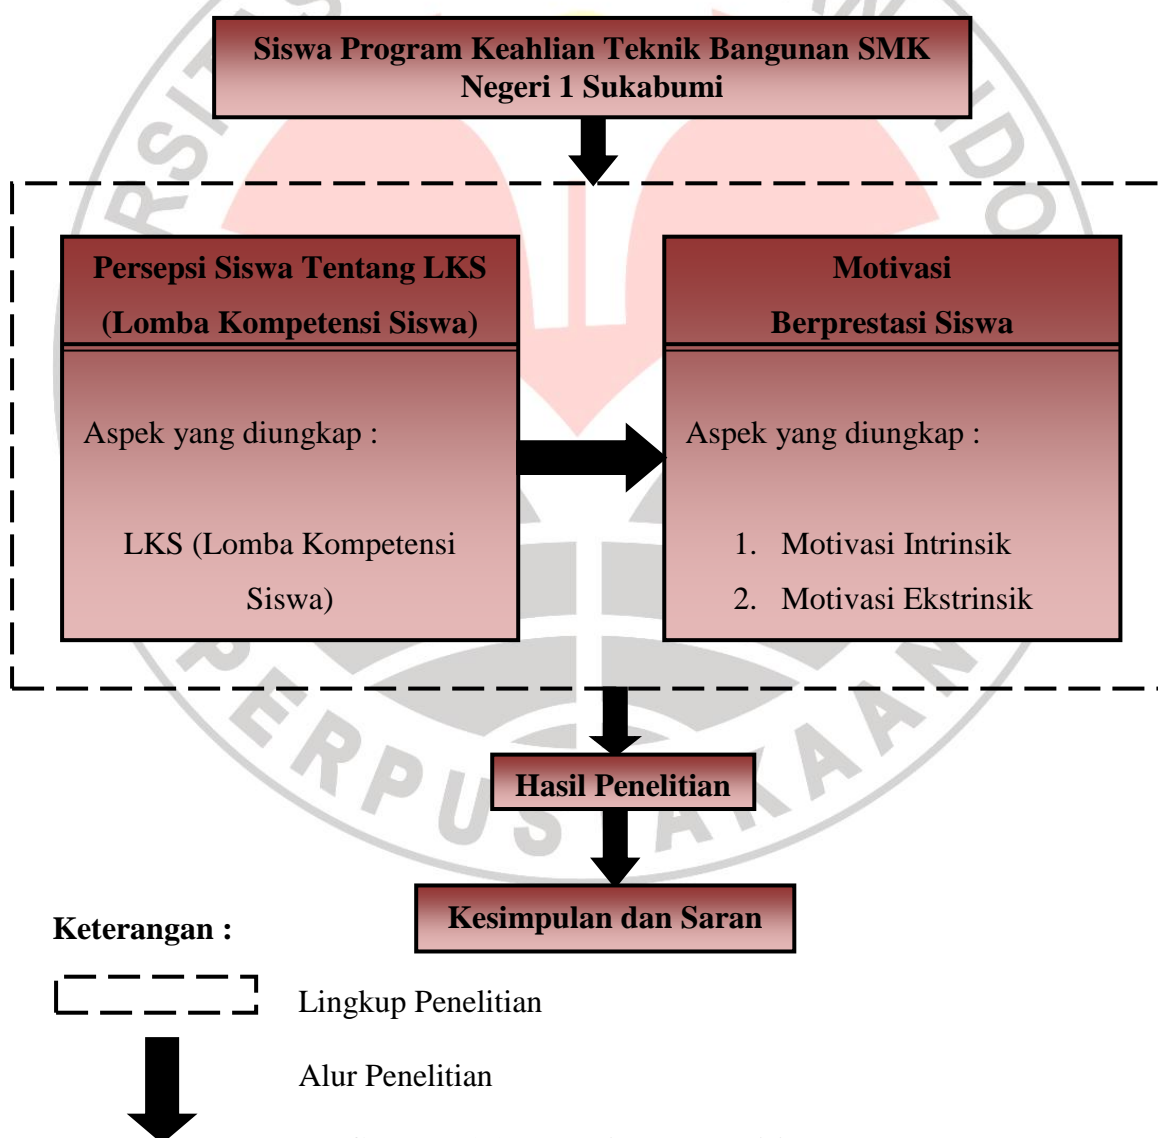 Siswa Program Keahlian Teknik Bangunan SMK
Negeri 1 Sukabumi
Persepsi Siswa Tentang LKS
(Lomba Kompetensi Siswa)
Aspek yang diungkap :
LKS (Lomba Kompetensi
Siswa)
Motivasi
Berprestasi Siswa
Aspek yang diungkap :
1. Motivasi Intrinsik
2. Motivasi Ekstrinsik
Hasil Penelitian
Kesimpulan dan Saran
Keterangan :
Lingkup Penelitian
Alur Penelitian
PERPUSTAKAAN